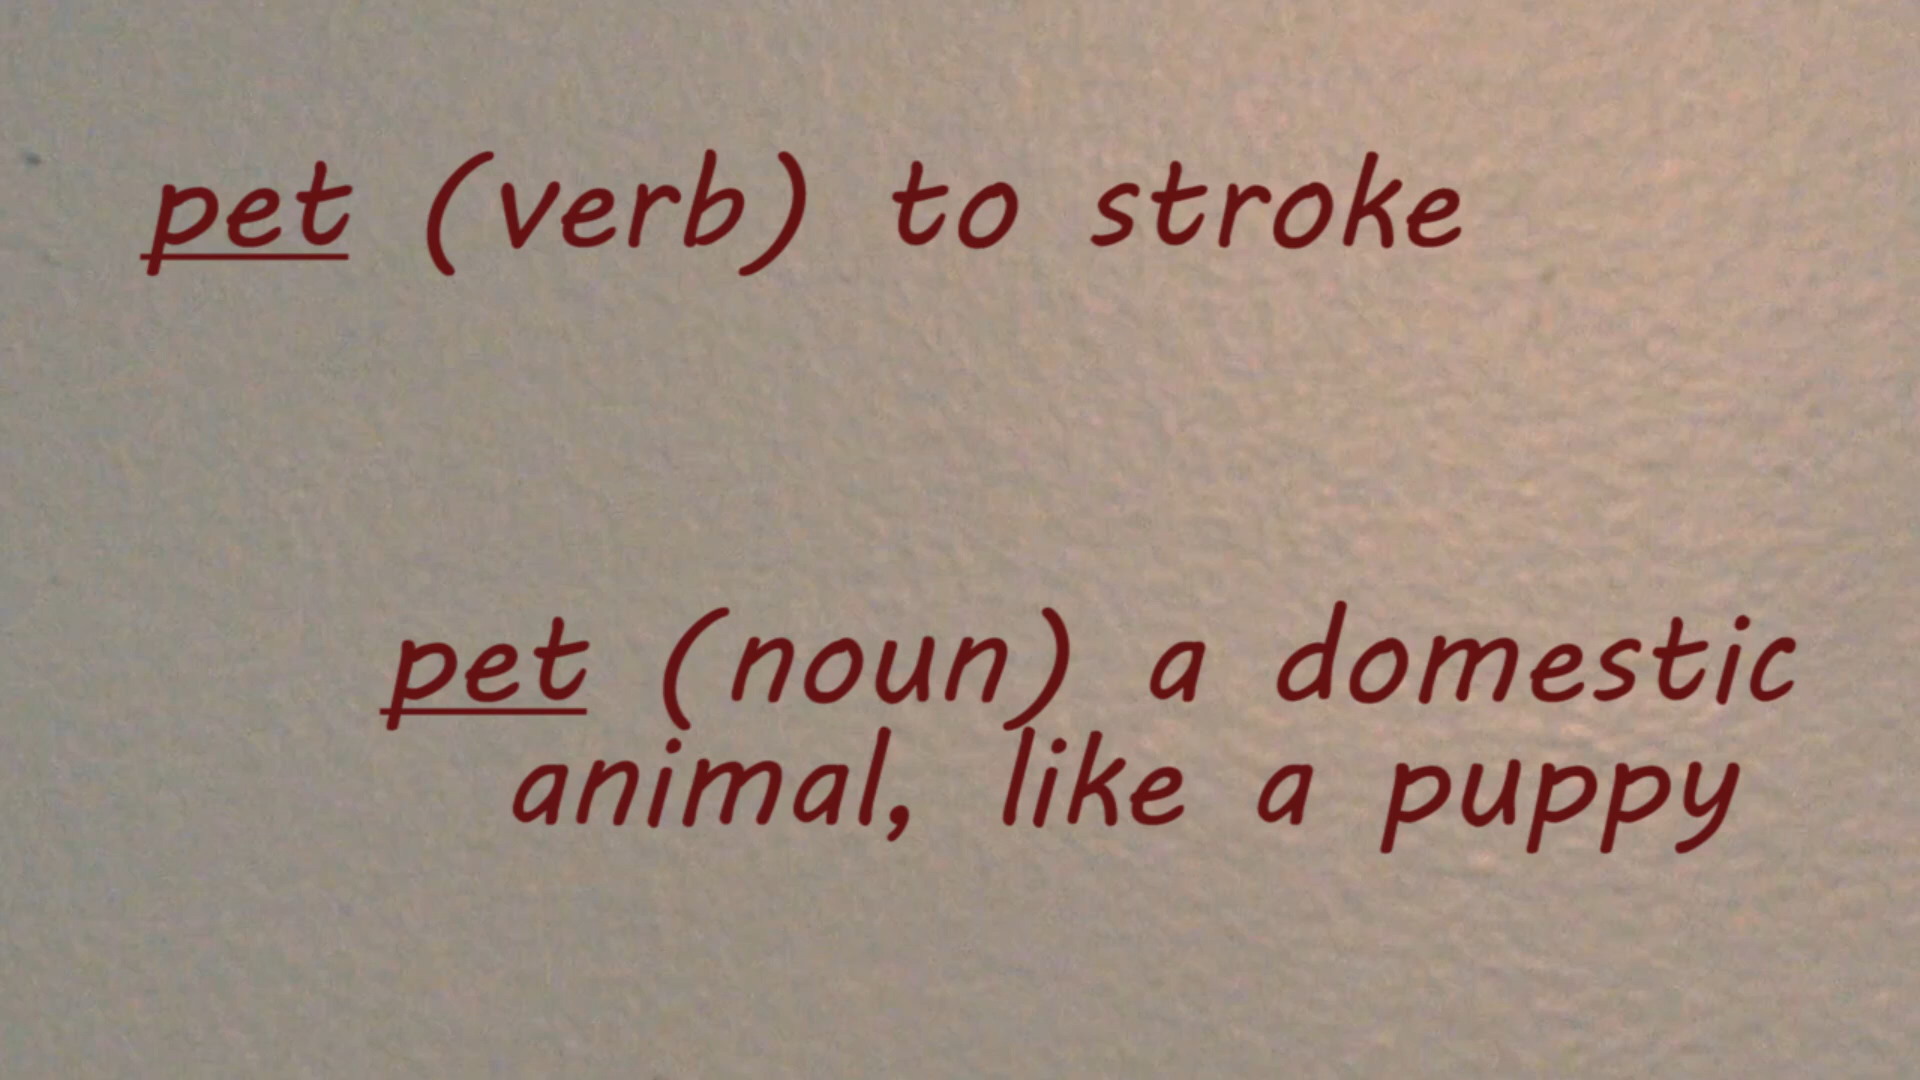 pet (verb) to stroke
pet (noun) a domestic
animal, like a puppy